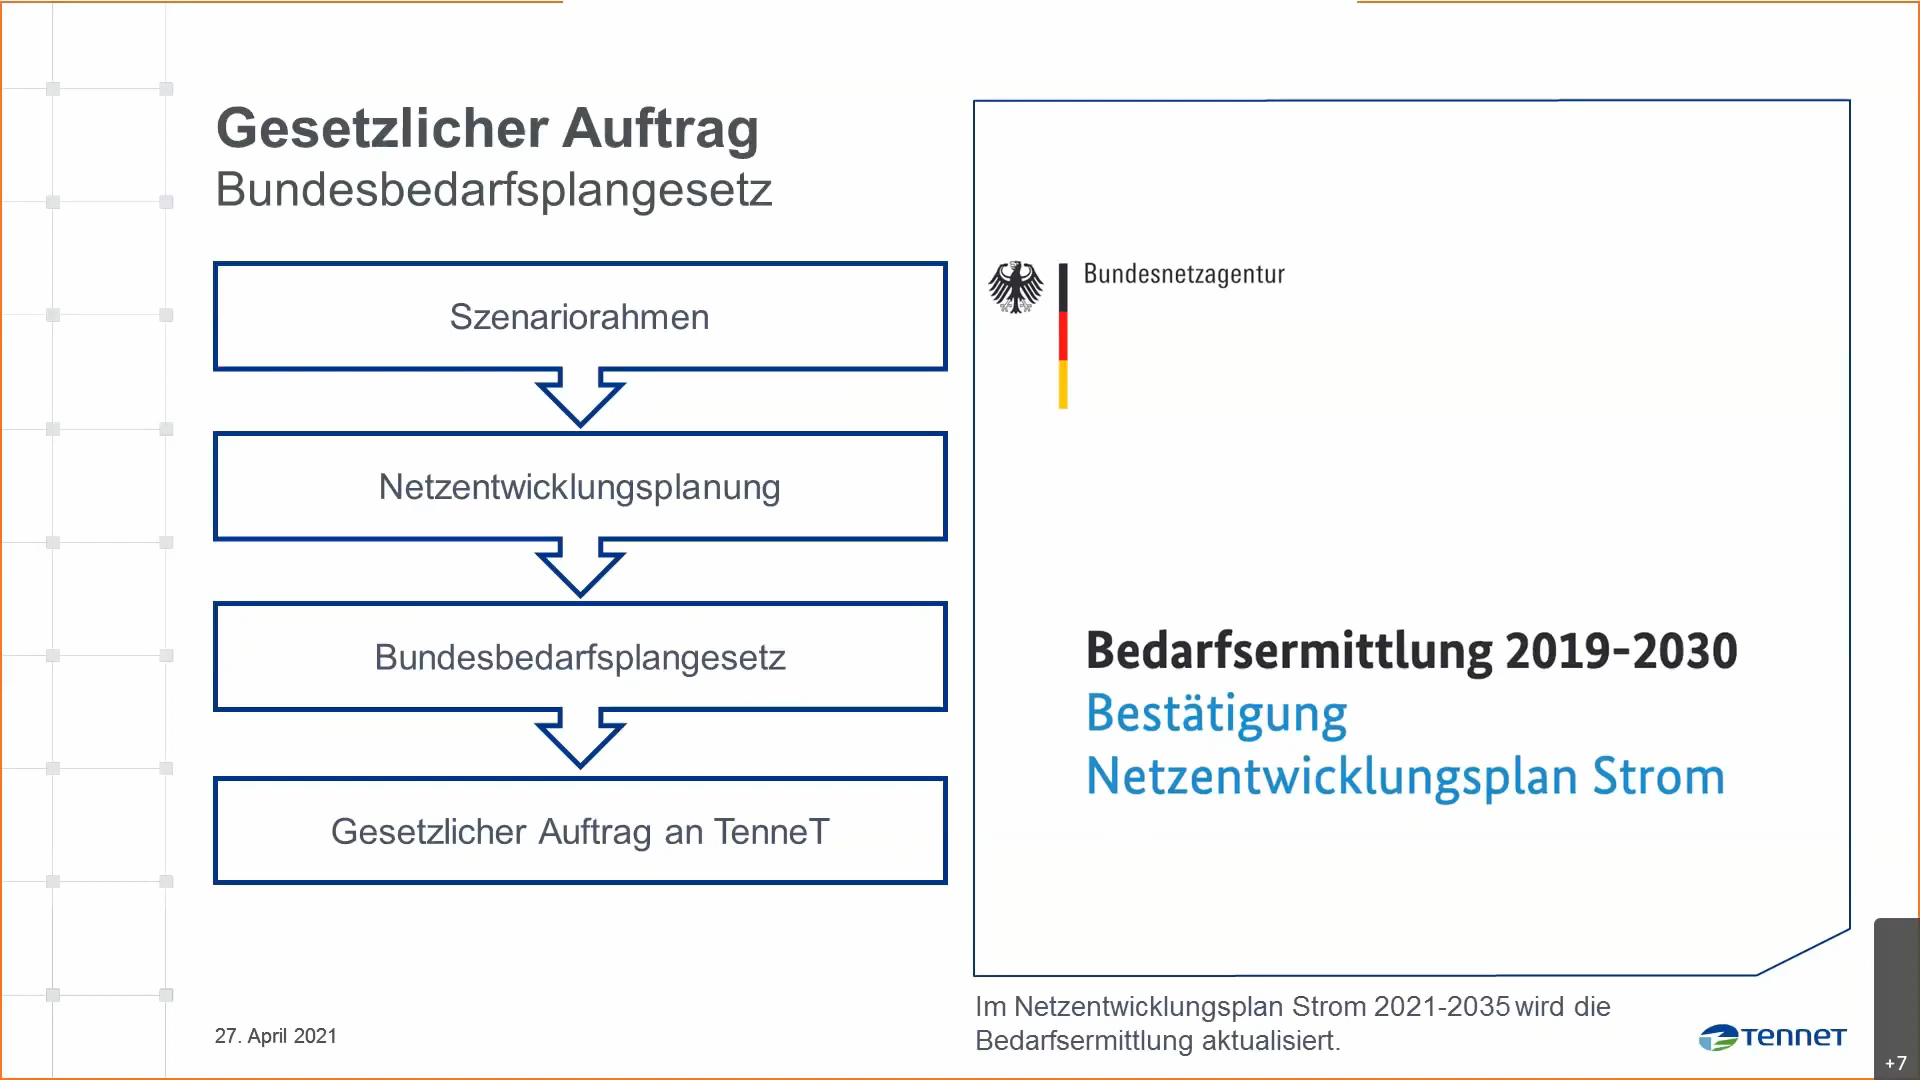 Gesetzlicher Auftrag
Bundesbedarfsplangesetz
Szenariorahmen
Netzentwicklungsplanung
Bundesbedarfsplangesetz
Gesetzlicher Auftrag an TenneT
27. April 2021
Bundesnetzagentur
Bedarfsermittlung 2019-2030
Bestätigung
Netzentwicklungsplan Strom
Im Netzentwicklungsplan Strom 2021-2035 wird die
Bedarfsermittlung aktualisiert.
TenneT
+7